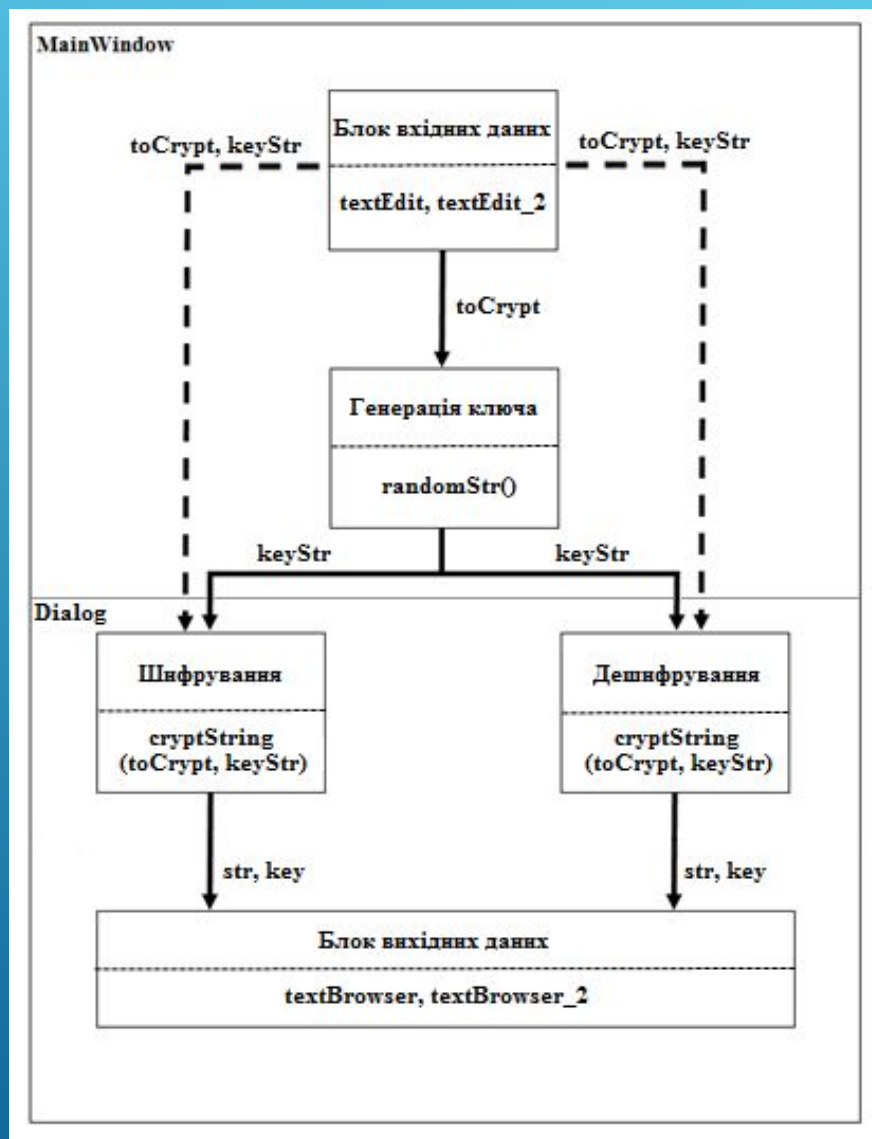 MainWindow
Блок вхідних даних
toCrypt, keyStr
toCrypt, keyStr
textEdit, textEdit_2
toCrypt
Генерація ключа
randomStr()
keyStr
keyStr
Dialog
Шифрування
Дешифрування
cryptString
(toCrypt, keyStr)
cryptString
(toCrypt, keyStr)
str, key
str, key
Блок вихідних даних
textBrowser, textBrowser_2